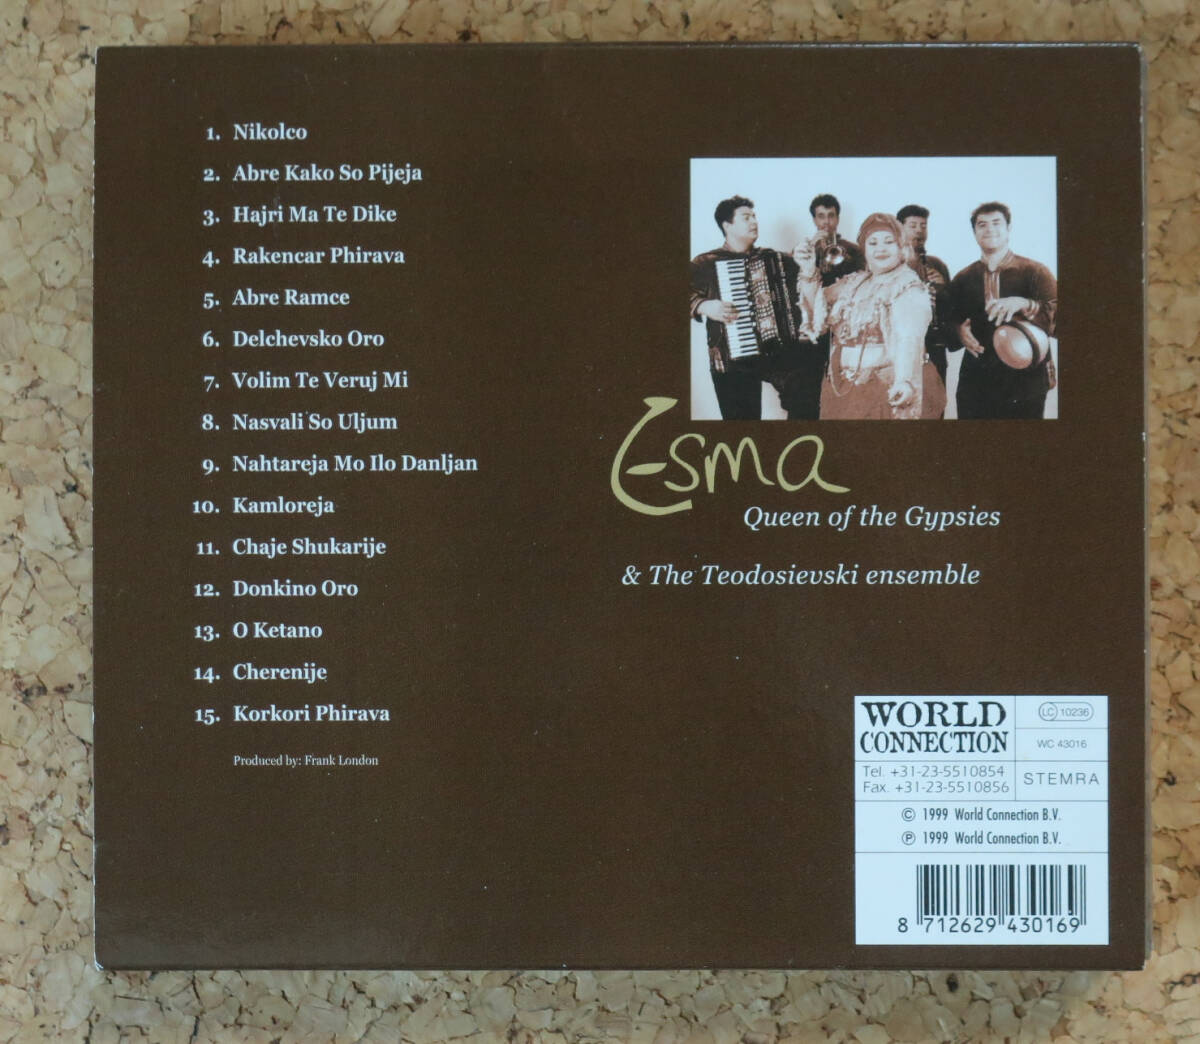 1. Nikolco
2. Abre Kako So Pijeja
3. Hajri Ma Te Dike
4. Rakencar Phirava
5. Abre Ramce
6. Delchevsko Oro
7. Volim Te Veruj Mi
8. Nasvali So Uljum
9. Nahtareja Mo Ilo Danljan
10. Kamloreja
11. Chaje Shukarije
12. Donkino Oro
13. O Ketano
14. Cherenije
15. Korkori Phirava
Produced by: Frank London
Esma
Queen of the Gypsies
& The Teodosievski ensemble
WORLD
CONNECTION
Tel. +31-23-5510854
Fax. +31-23-5510856
LC 10236
WC 43016
STEMRA
© 1999 World Connection B.V.
℗ 1999 World Connection B.V.
8 712629 430169